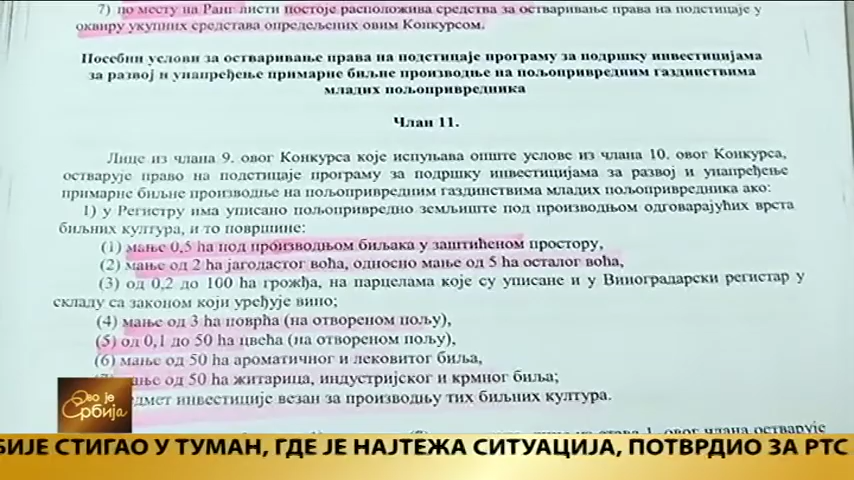 7) по месту на Ранг листи постоје расположива средства за остваривање права на подстицаје у
оквиру укупних средстава опредељених овим Конкурсом.
Посебни услови за остваривање права на подстицаје програму за подршку инвестицијама
за развој и унапређење примарне биљне производње на пољопривредним газдинствима
младих пољопривредника
Члан 11.
Лице из члана 9. овог Конкурса које испуњава опште услове из члана 10. овог Конкурса,
остварује право на подстицаје програму за подршку инвестицијама за развој и унапређење
примарне биљне производње на пољопривредним газдинствима младих пољопривредника ако:
1) у Регистру има уписано пољопривредно земљиште под производњом одговарајућих врста
биљних култура, и то површине:
(1) мање 0,5 ha под производњом биљака у заштићеном простору,
(2) мање од 2 ha јагодастог воћа, односно мање од 5 ha осталог воћа,
(3) од 0,2 до 100 ha грожђа, на парцелама које су уписане и у Виноградарски регистар у
складу са законом који уређује вино;
(4) мање од 3 ha поврћа (на отвореном пољу),
(5) од 0,1 до 50 ha цвећа (на отвореном пољу),
(6) мање од 50 ha ароматичног и лековитог биља,
мање од 50 ha житарица, индустријског и крмног биља;
едмет инвестиције везан за производњу тих биљних култура.
става 1. овог члана остварује
Ово је
Србија
БИЈЕ СТИГАО У ТУМАН, ГДЕ ЈЕ НАЈТЕЖА СИТУАЦИЈА, ПОТВРДИО ЗА РТС